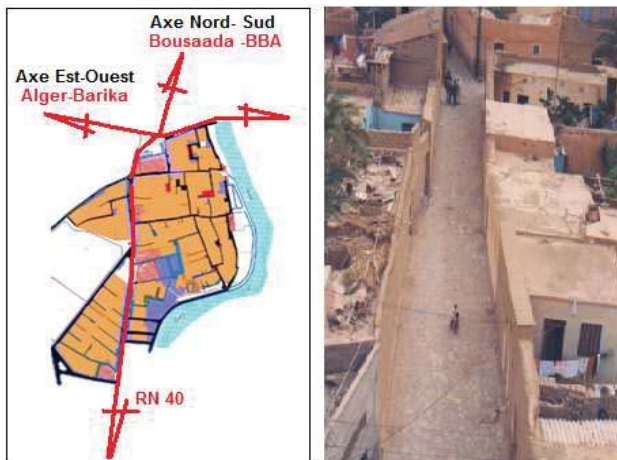 Axe Nord- Sud
Bousaada -BBA
Axe Est-Ouest
Alger-Barika
RN 40